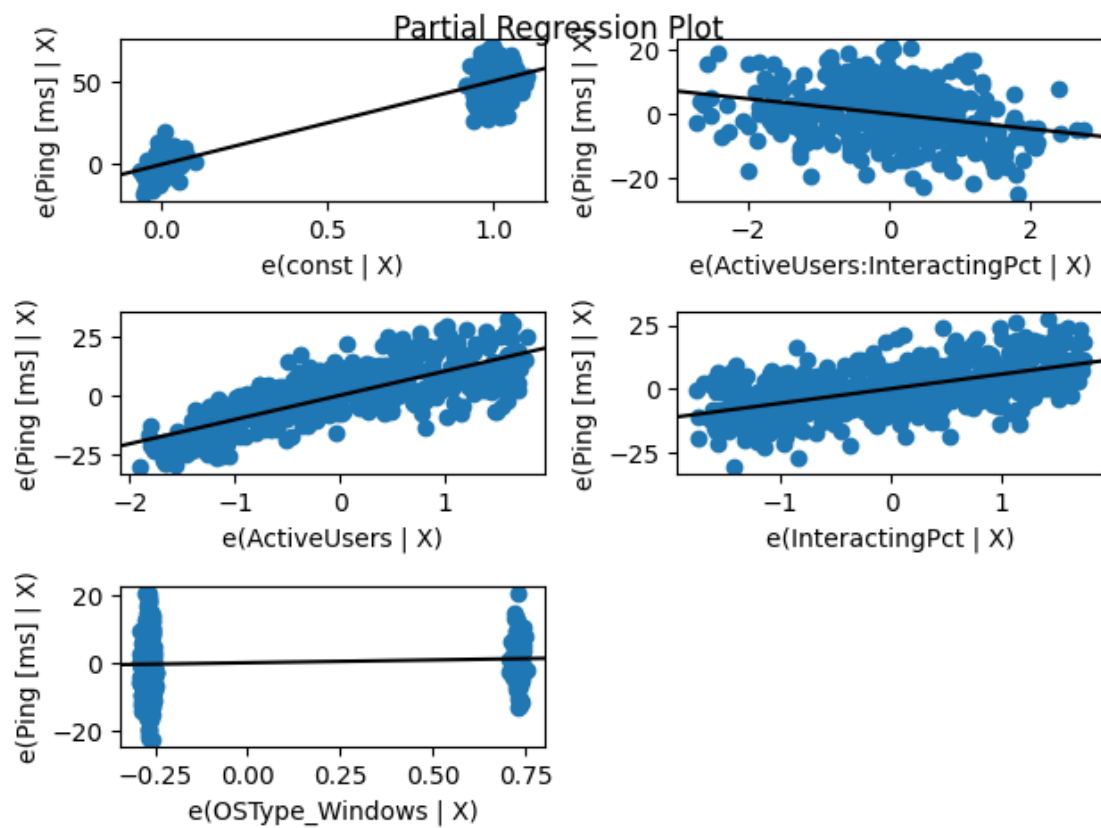 Partial Regression Plot
e(Ping [ms] | X)
50
0
0.0 0.5 1.0
e(const | X)
e(Ping [ms] | X)
20
0
−20
−2 0 2
e(ActiveUsers:InteractingPct | X)
e(Ping [ms] | X)
25
0
−25
−2 −1 0 1
e(ActiveUsers | X)
e(Ping [ms] | X)
25
0
−25
−1 0 1
e(InteractingPct | X)
e(Ping [ms] | X)
20
0
−20
−0.25 0.00 0.25 0.50 0.75
e(OSType_Windows | X)